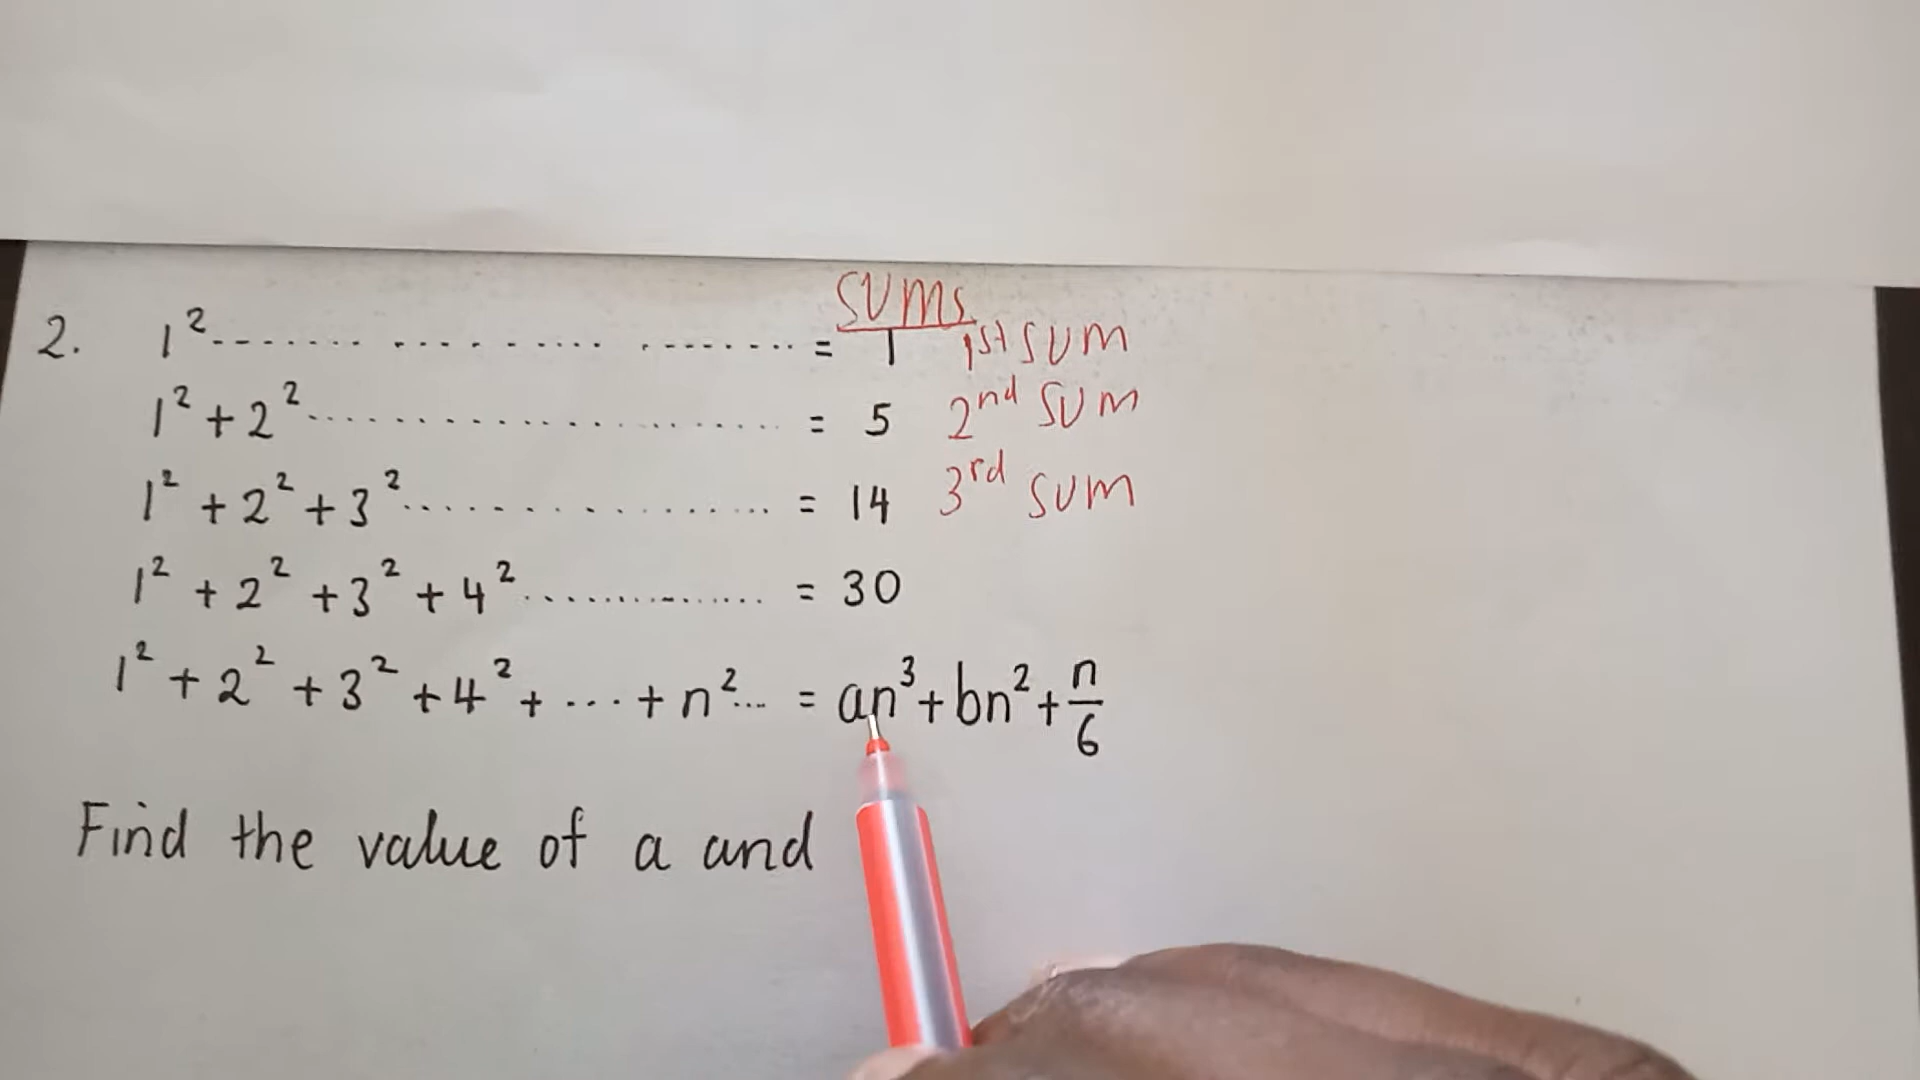 SUMS
2. 1² ....................... = 1 1st SUM
1² + 2² ....................... = 5 2nd SUM
1² + 2² + 3² ....................... = 14 3rd SUM
1² + 2² + 3² + 4² ................ = 30
1² + 2² + 3² + 4² + ... + n² ... = an³ + bn² + n/6
Find the value of a and